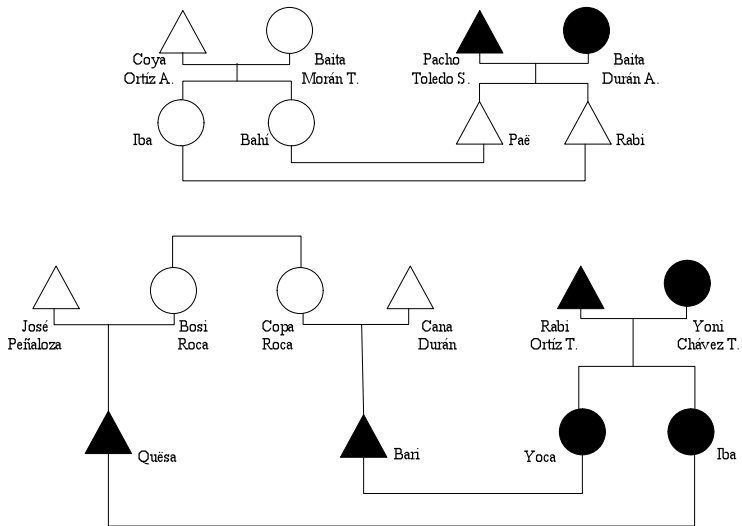 Coya
Ortíz A.
Baita
Morán T.
Pacho
Toledo S.
Baita
Durán A.
Iba
Bahí
Paë
Rabi
José
Peñaloza
Bosi
Roca
Copa
Roca
Cana
Durán
Rabi
Ortíz T.
Yoni
Chávez T.
Quësa
Bari
Yoca
Iba